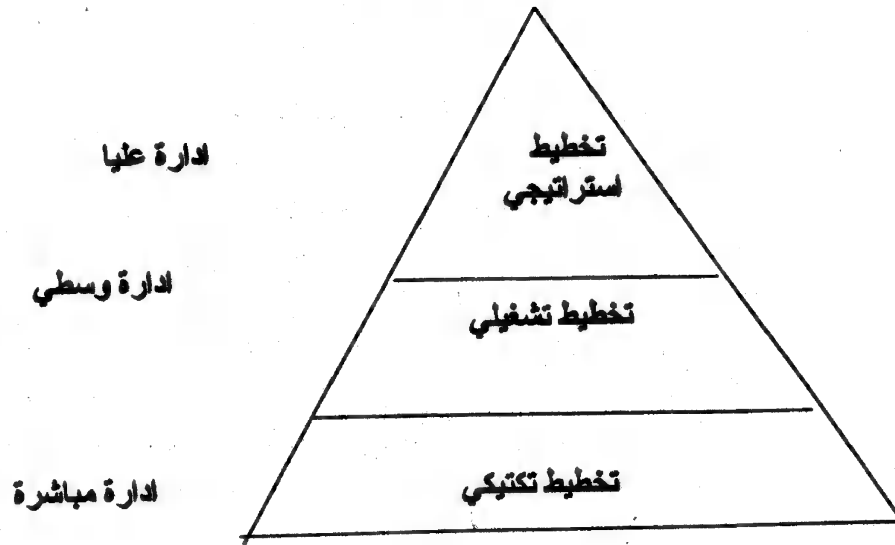 ادارة عليا
تخطيط
استراتيجي
ادارة وسطي
تخطيط تشغيلي
ادارة مباشرة
تخطيط تكتيكي